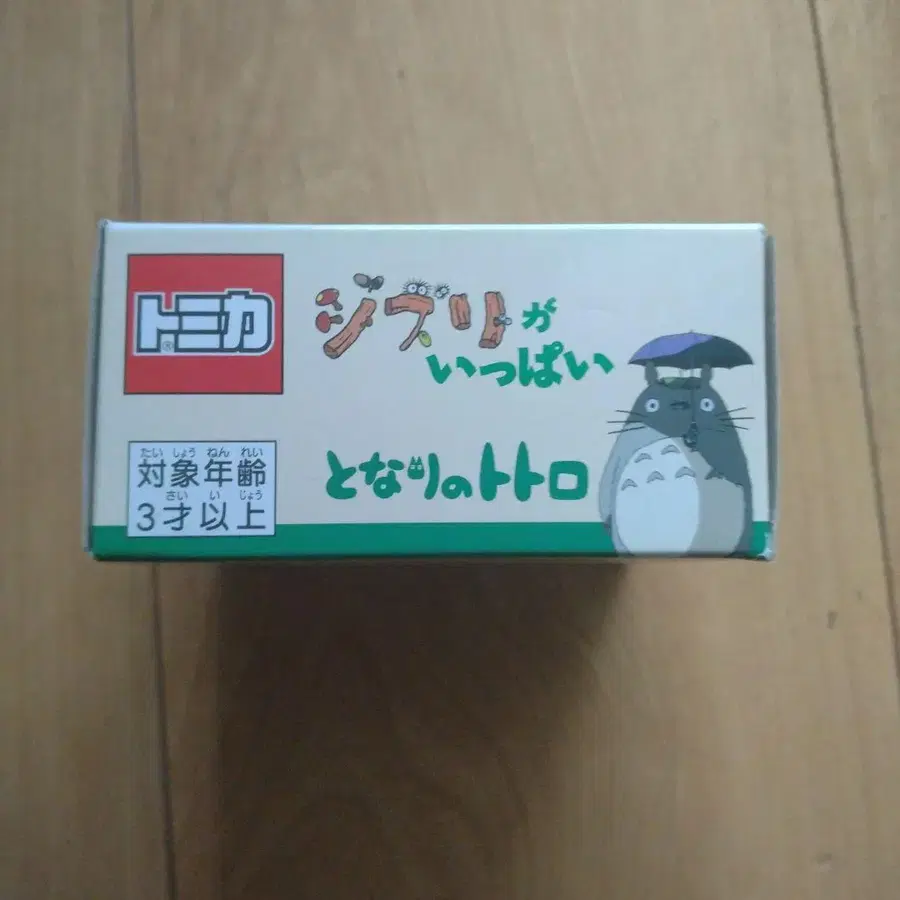 トミカ®
ジブリが
いっぱい
となりのトトロ
たいしょうねんれい
対象年齢
さいいじょう
3才以上